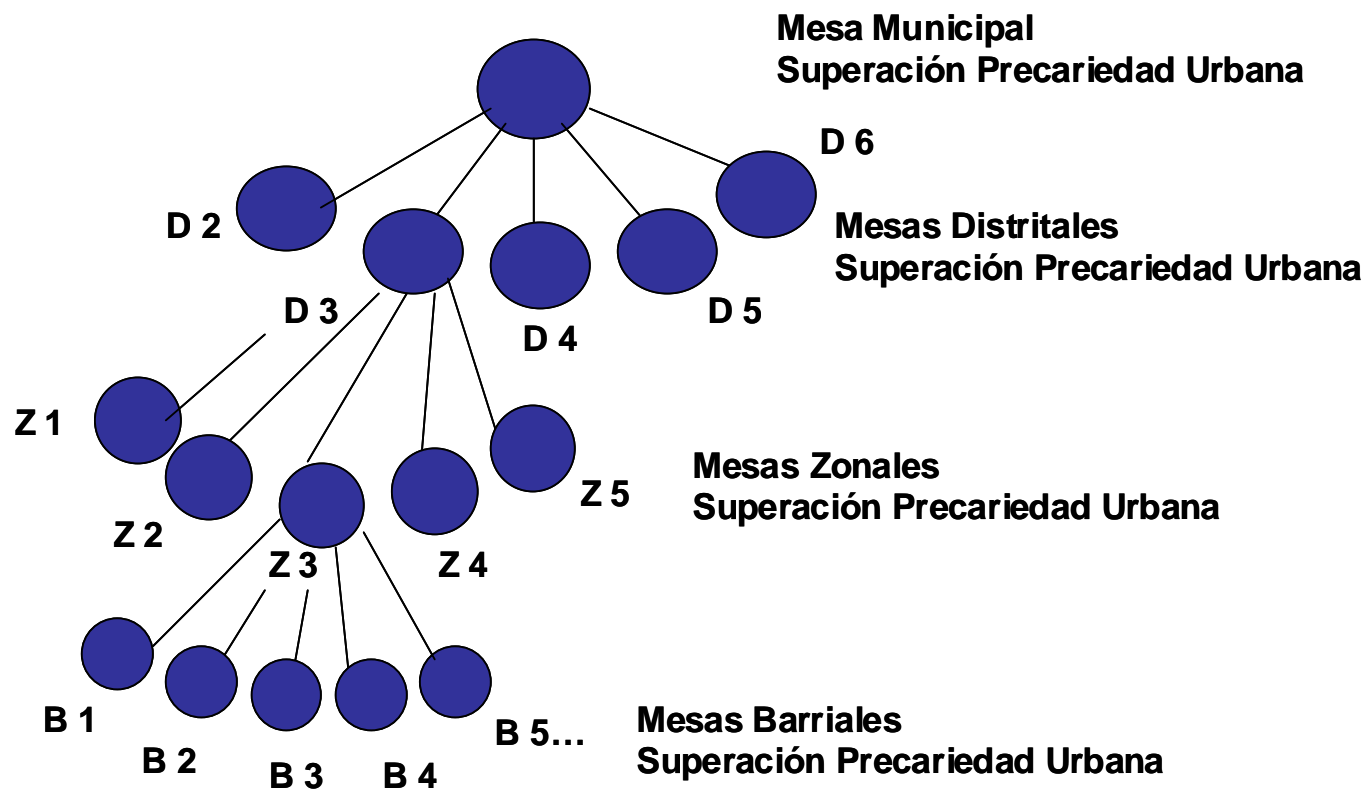 Mesa Municipal
Superación Precariedad Urbana
D 6
D 2
Mesas Distritales
Superación Precariedad Urbana
D 3
D 5
D 4
Z 1
Mesas Zonales
Superación Precariedad Urbana
Z 5
Z 2
Z 3
Z 4
B 1
Mesas Barriales
Superación Precariedad Urbana
B 5...
B 2
B 3
B 4